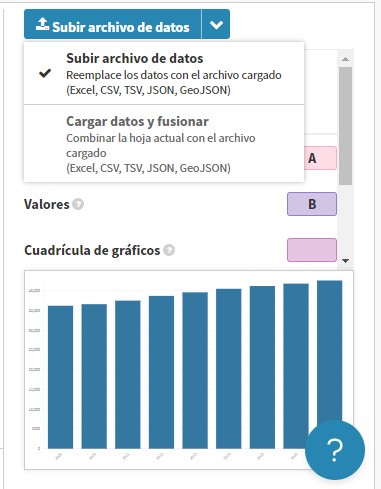 Subir archivo de datos
Subir archivo de datos
Reemplace los datos con el archivo cargado
(Excel, CSV, TSV, JSON, GeoJSON)
Cargar datos y fusionar
Combinar la hoja actual con el archivo
cargado
(Excel, CSV, TSV, JSON, GeoJSON)
A
Valores ?
B
Cuadrícula de gráficos ?
?